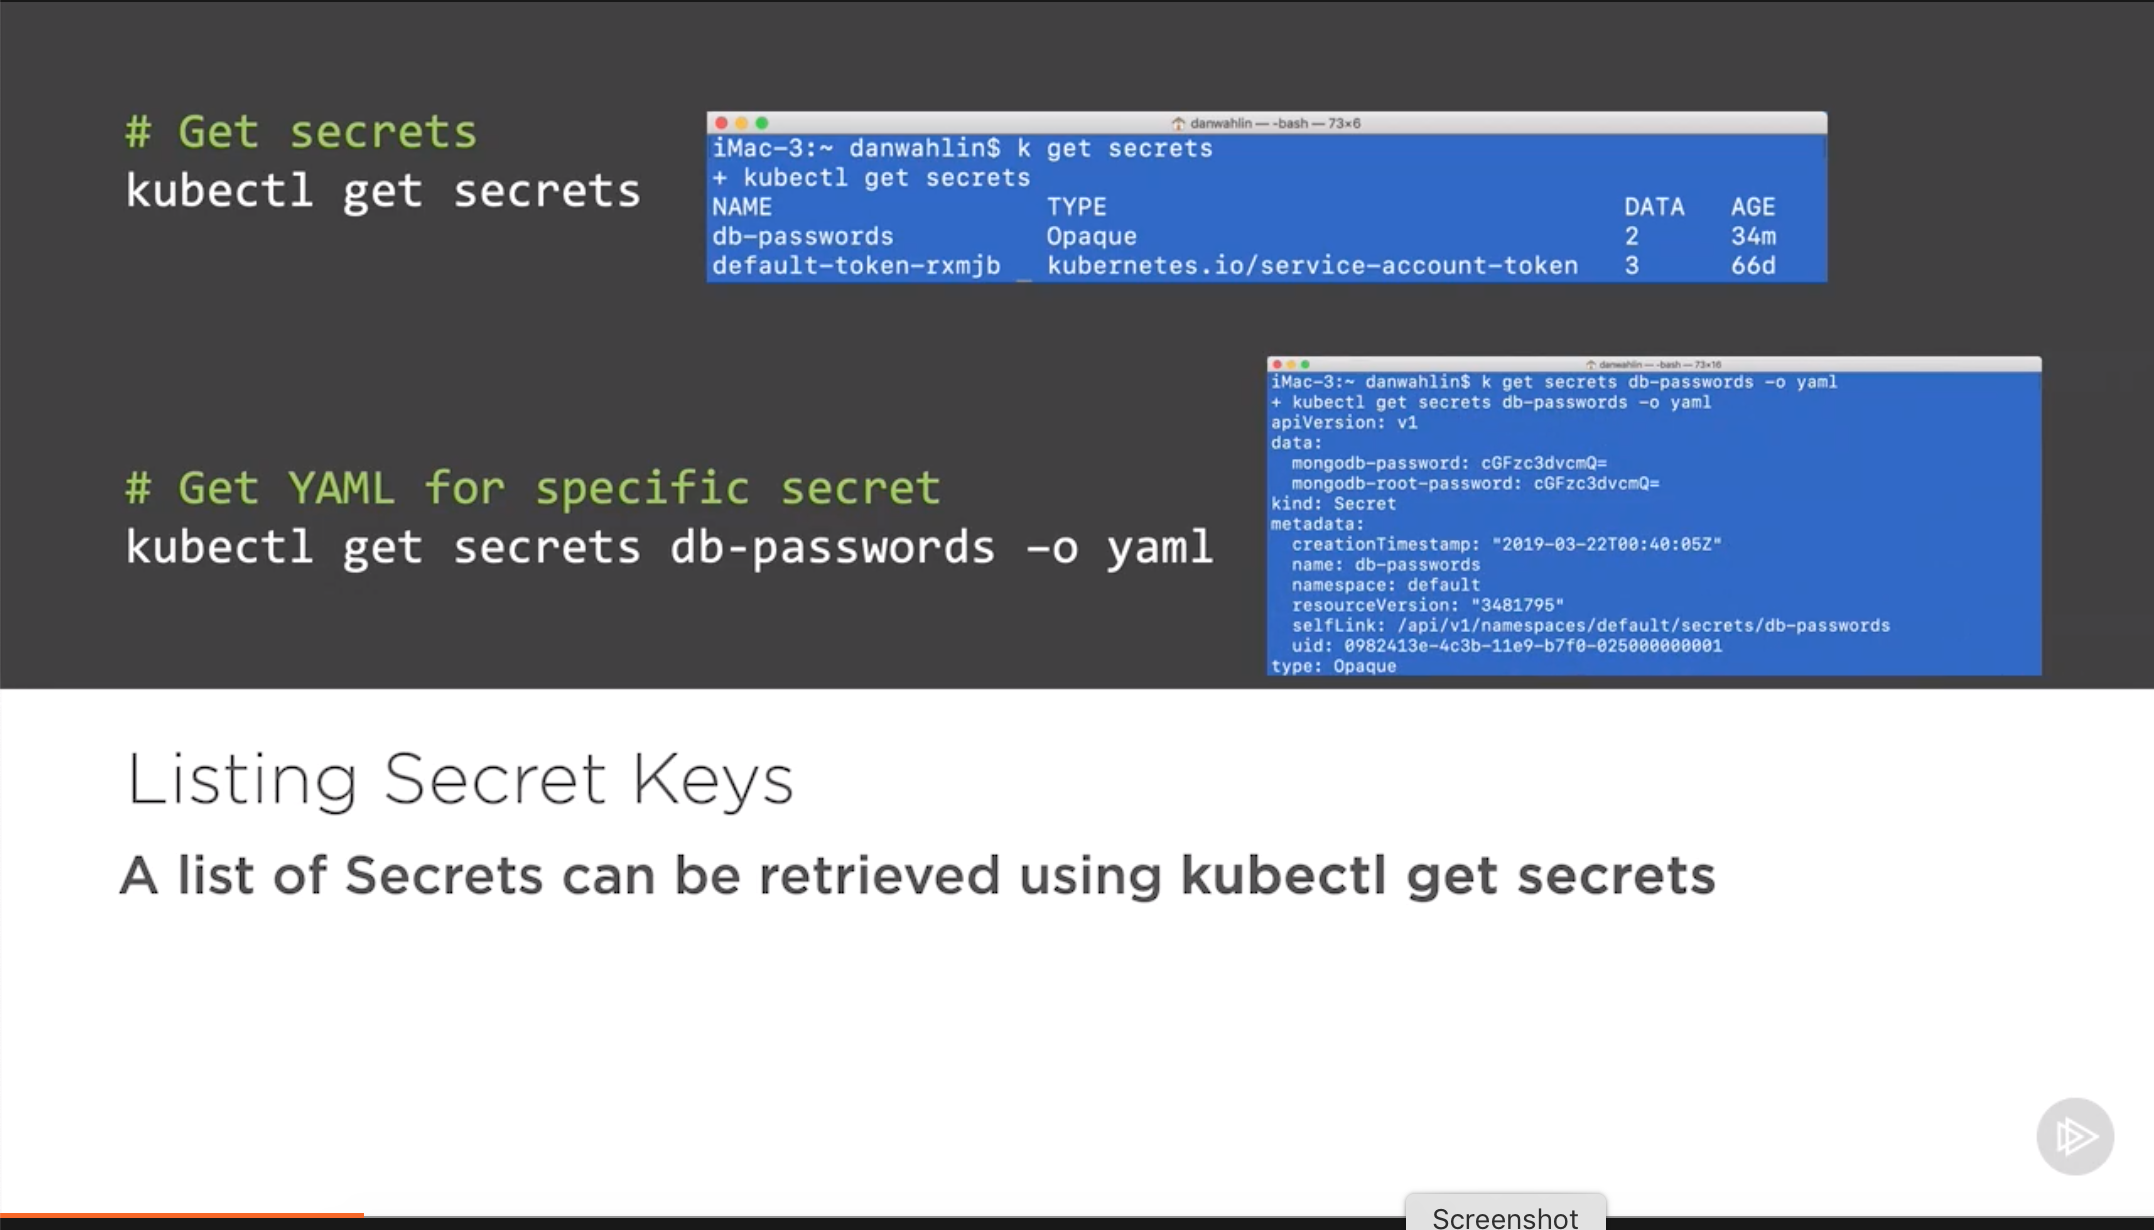 # Get secrets
kubectl get secrets
danwahlin — -bash — 73×6
iMac-3:~ danwahlin$ k get secrets
+ kubectl get secrets
NAME TYPE DATA AGE
db-passwords Opaque 2 34m
default-token-rxmjb kubernetes.io/service-account-token 3 66d
# Get YAML for specific secret
kubectl get secrets db-passwords –o yaml
danwahlin — -bash — 73×16
iMac-3:~ danwahlin$ k get secrets db-passwords -o yaml
+ kubectl get secrets db-passwords -o yaml
apiVersion: v1
data:
  mongodb-password: cGFzc3dvcmQ=
  mongodb-root-password: cGFzc3dvcmQ=
kind: Secret
metadata:
  creationTimestamp: "2019-03-22T00:40:05Z"
  name: db-passwords
  namespace: default
  resourceVersion: "3481795"
  selfLink: /api/v1/namespaces/default/secrets/db-passwords
  uid: 0982413e-4c3b-11e9-b7f0-025000000001
type: Opaque
Listing Secret Keys
A list of Secrets can be retrieved using kubectl get secrets
Screenshot